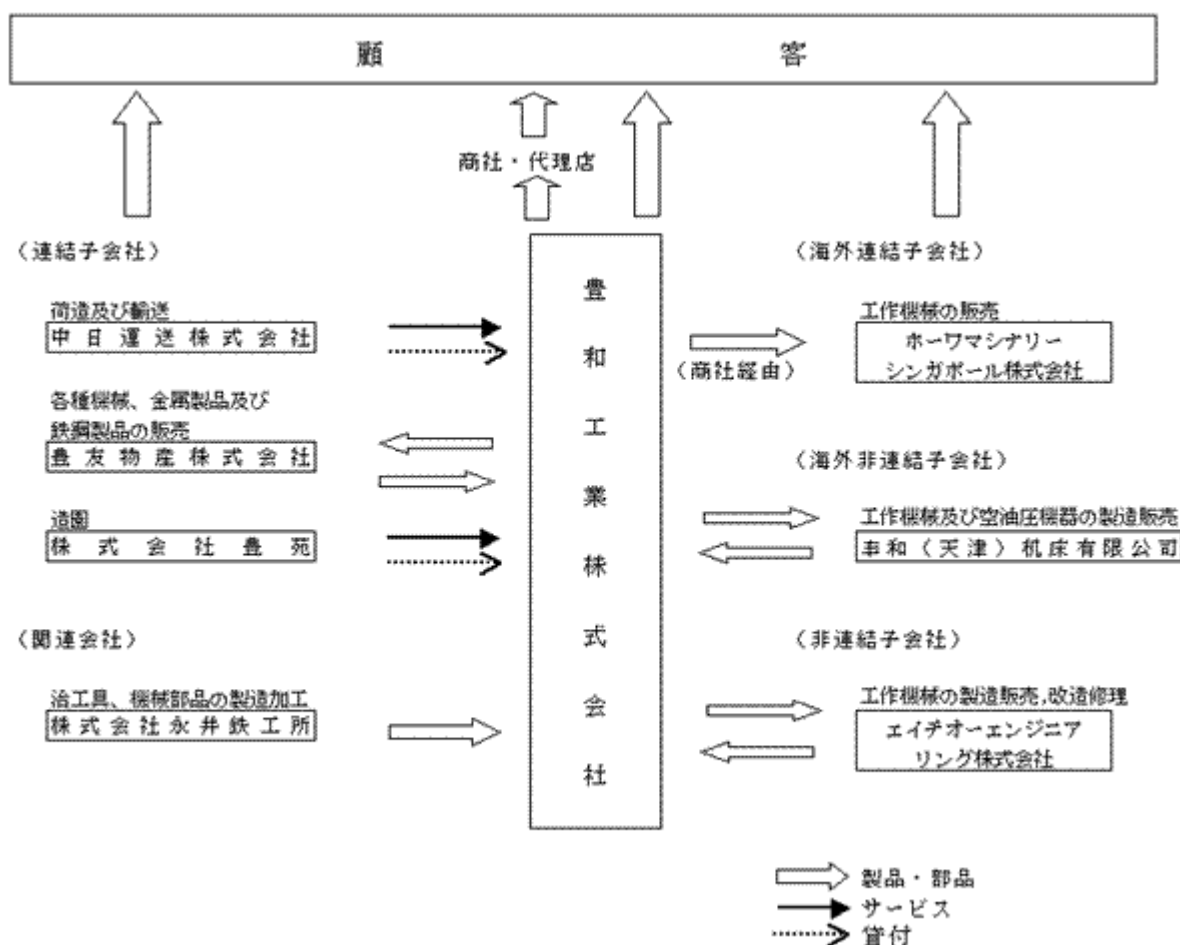 顧客
商社・代理店
〈連結子会社〉
荷造及び輸送
中日運送株式会社
各種機械、金属製品及び
鉄鋼製品の販売
豊友物産株式会社
造園
株式会社豊苑
〈関連会社〉
治工具、機械部品の製造加工
株式会社永井鉄工所
豊和工業株式会社
〈海外連結子会社〉
工作機械の販売
ホーワマシナリー
シンガポール株式会社
〈商社経由〉
〈海外非連結子会社〉
工作機械及び空油圧機器の製造販売
丰和（天津）机床有限公司
〈非連結子会社〉
工作機械の製造販売,改造修理
エイチオーエンジニア
リング株式会社
製品・部品
サービス
貸付